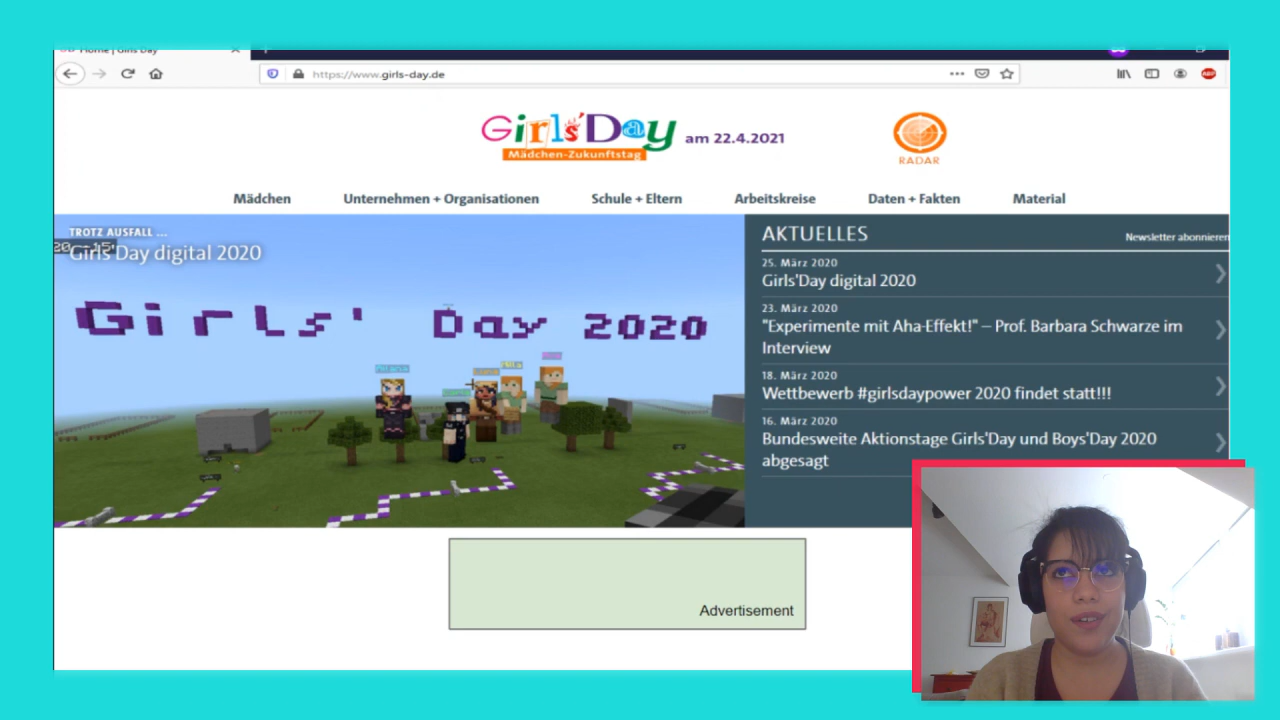 Home | Girls'Day
https://www.girls-day.de
Girls'Day am 22.4.2021
Mädchen-Zukunftstag
RADAR
Mädchen Unternehmen + Organisationen Schule + Eltern Arbeitskreise Daten + Fakten Material
TROTZ AUSFALL ...
Girls'Day digital 2020
Girls' Day 2020
AKTUELLES
Newsletter abonnieren
25. März 2020
Girls'Day digital 2020
23. März 2020
"Experimente mit Aha-Effekt!" – Prof. Barbara Schwarze im
Interview
18. März 2020
Wettbewerb #girlsdaypower 2020 findet statt!!!
16. März 2020
Bundesweite Aktionstage Girls'Day und Boys'Day 2020
abgesagt
Advertisement
ABP